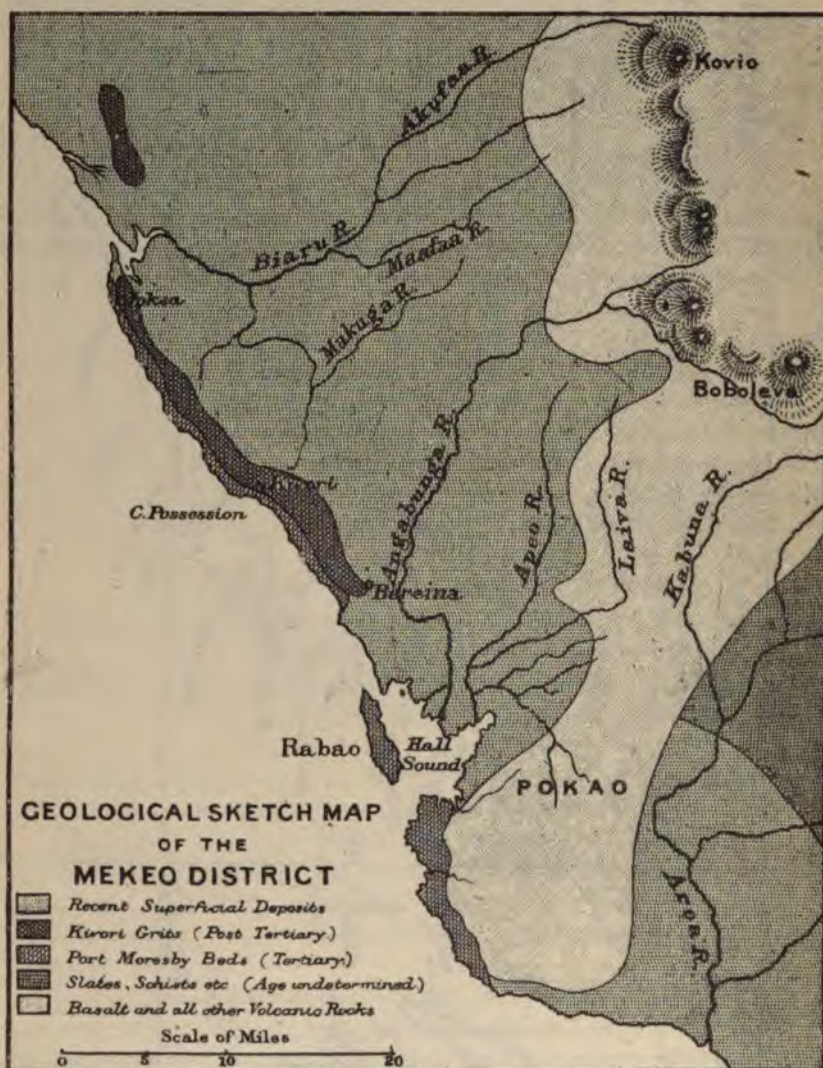 Kovio
Akufaa R.
Biaru R.
Maafaa R.
Oiksa
Mukuga R.
Boboleva
Angabunga R.
Apeo R.
Laiva R.
Kabuna R.
Kivori
C. Possession
Bereina
Rabao
Hall
Sound
POKAO
Aroa R.
GEOLOGICAL SKETCH MAP
OF THE
MEKEO DISTRICT
Recent Superficial Deposits
Kivori Grits (Post Tertiary)
Port Moresby Beds (Tertiary)
Slates, Schists etc (Age undetermined)
Basalt and all other Volcanic Rocks
Scale of Miles
0 5 10 20